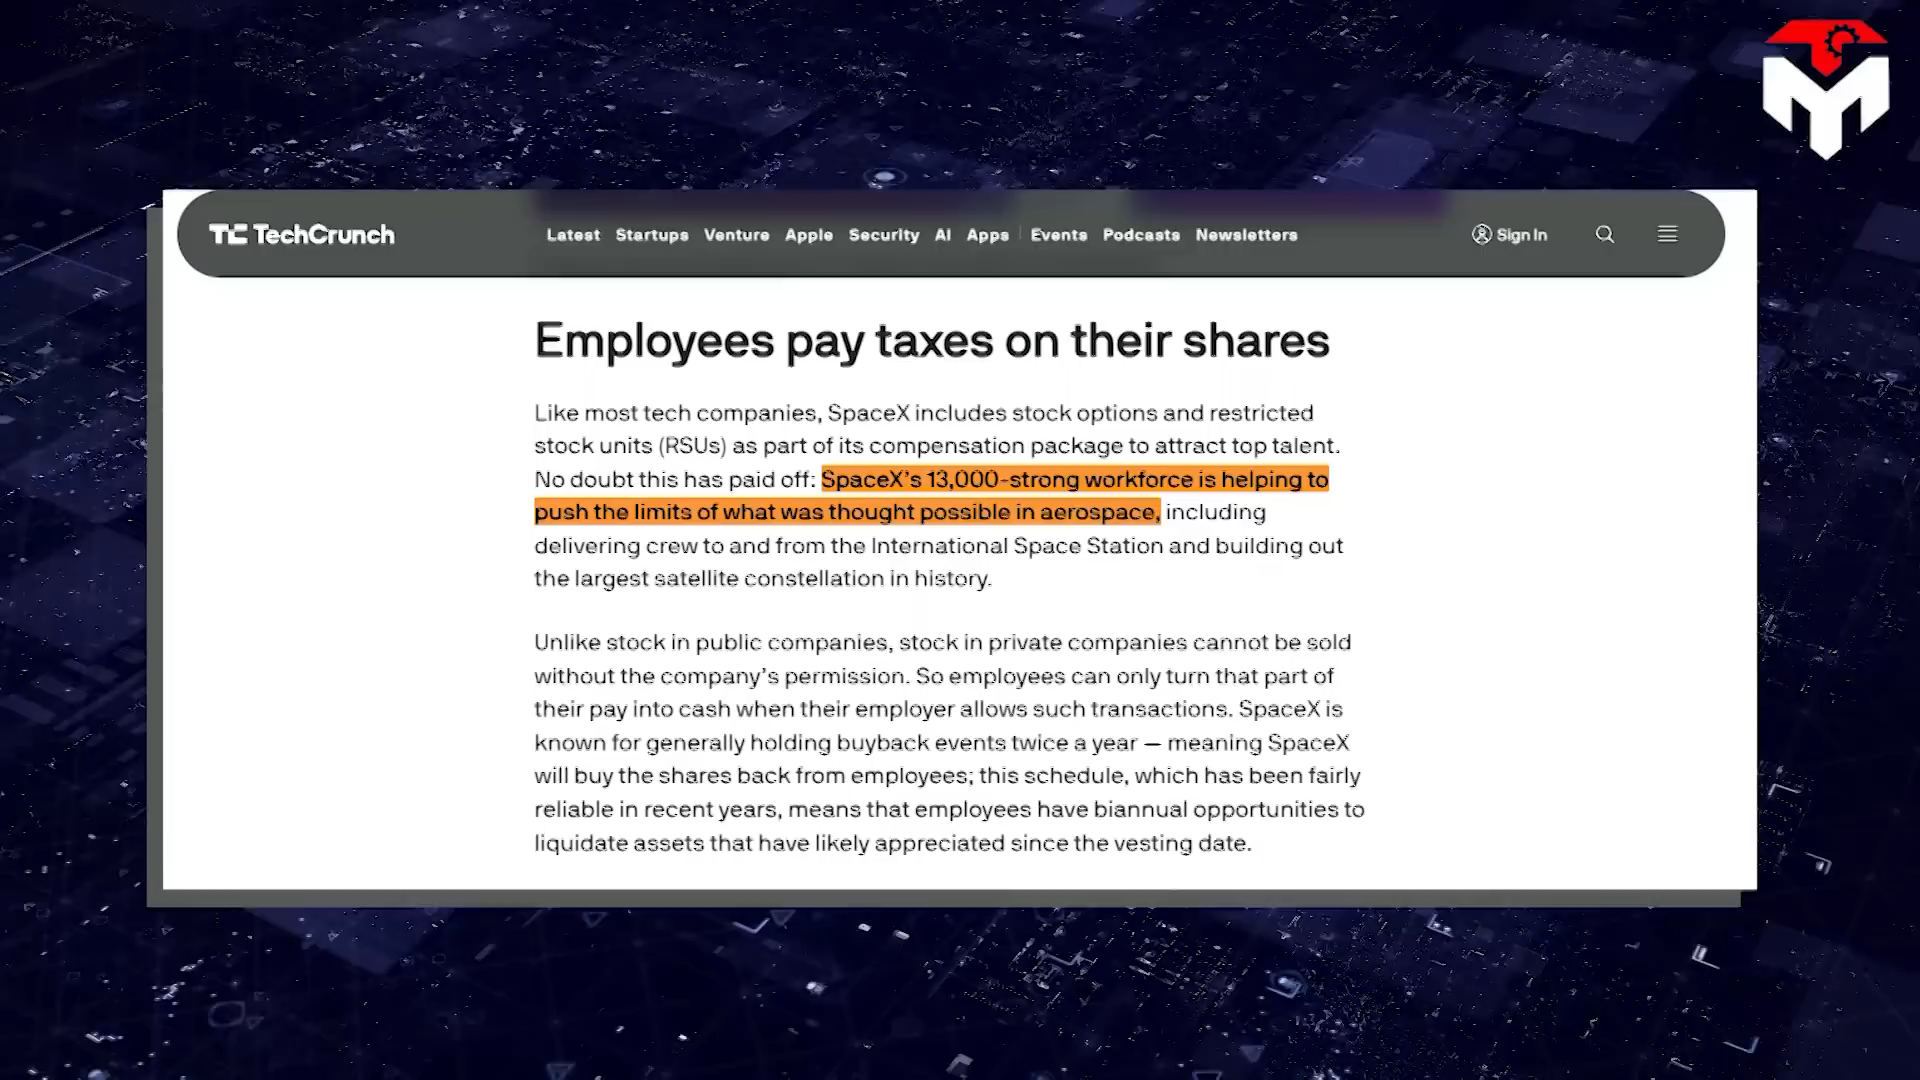 TC TechCrunch
Latest Startups Venture Apple Security AI Apps Events Podcasts Newsletters
Sign In
Employees pay taxes on their shares
Like most tech companies, SpaceX includes stock options and restricted
stock units (RSUs) as part of its compensation package to attract top talent.
No doubt this has paid off: SpaceX's 13,000-strong workforce is helping to
push the limits of what was thought possible in aerospace, including
delivering crew to and from the International Space Station and building out
the largest satellite constellation in history.
Unlike stock in public companies, stock in private companies cannot be sold
without the company's permission. So employees can only turn that part of
their pay into cash when their employer allows such transactions. SpaceX is
known for generally holding buyback events twice a year — meaning SpaceX
will buy the shares back from employees; this schedule, which has been fairly
reliable in recent years, means that employees have biannual opportunities to
liquidate assets that have likely appreciated since the vesting date.